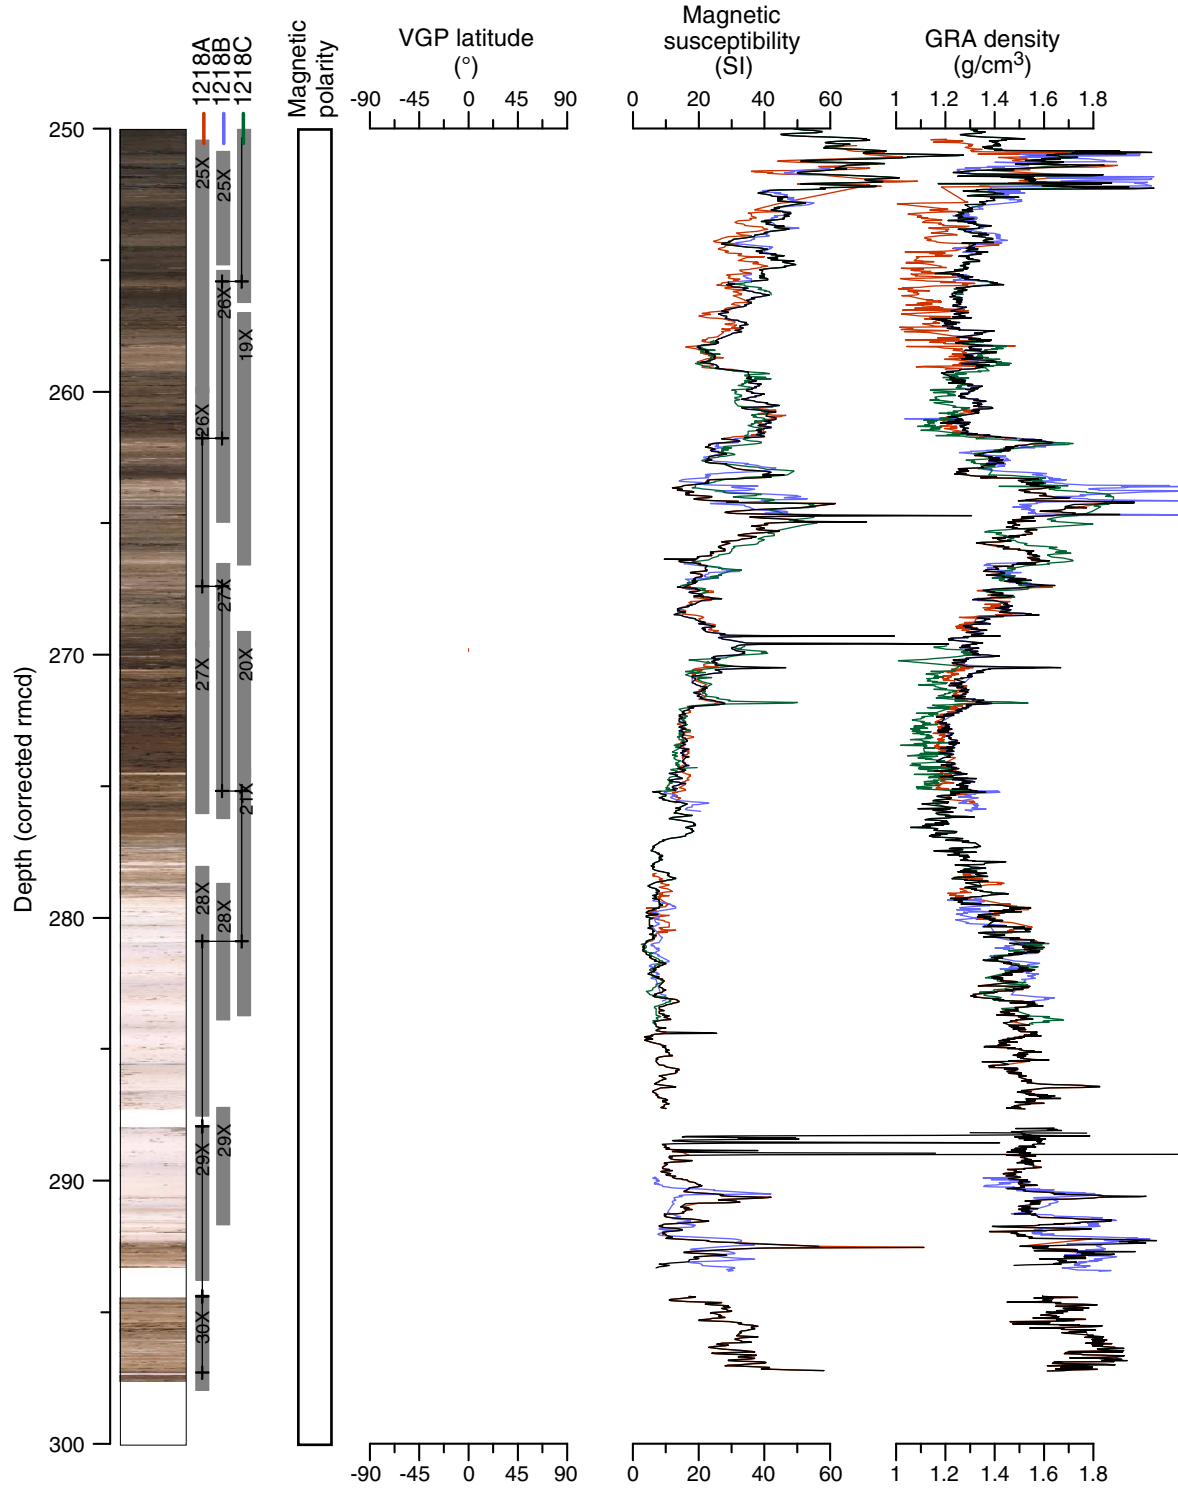 1218A
1218B
1218C
Magnetic
polarity
VGP latitude
(°)
Magnetic
susceptibility
(SI)
GRA density
(g/cm3)
-90 -45 0 45 90
0 20 40 60
1 1.2 1.4 1.6 1.8
250
260
270
280
290
300
Depth (corrected rmcd)
25X
26X
27X
28X
29X
30X
25X
26X
27X
28X
29X
19X
20X
21X
-90 -45 0 45 90
0 20 40 60
1 1.2 1.4 1.6 1.8